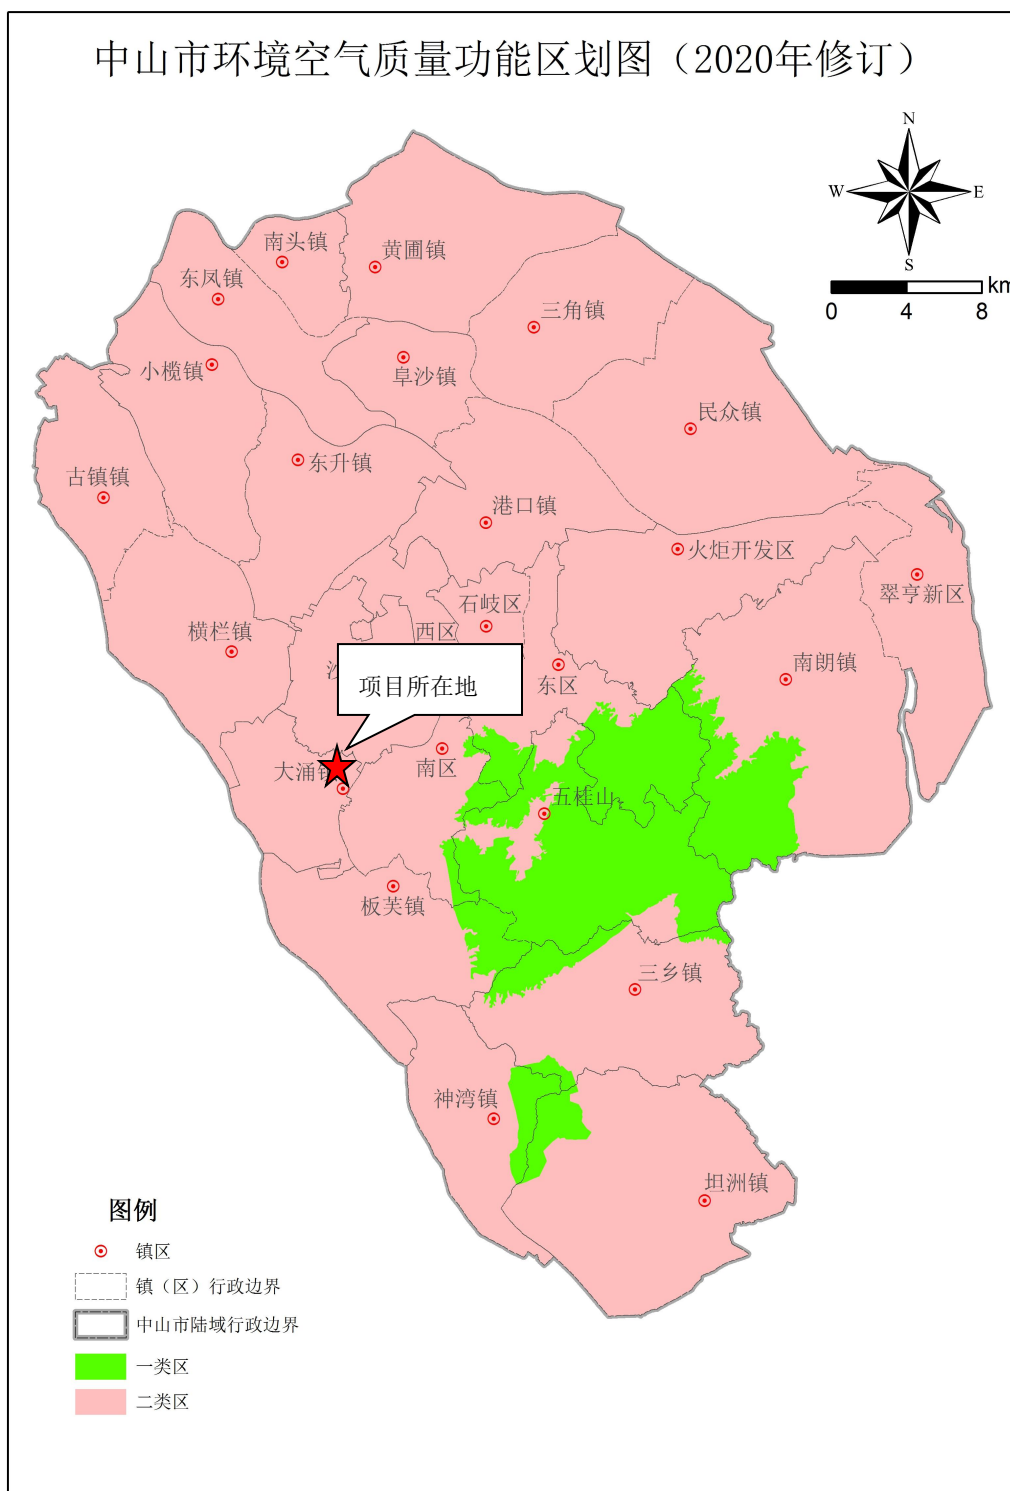 中山市环境空气质量功能区划图（2020年修订）
N
W
E
S
km
0
4
8
南头镇
黄圃镇
东凤镇
三角镇
小榄镇
阜沙镇
民众镇
古镇镇
东升镇
港口镇
火炬开发区
翠亨新区
石岐区
横栏镇
西区
项目所在地
东区
南朗镇
大涌镇
南区
五桂山
板芙镇
三乡镇
神湾镇
坦洲镇
图例
镇区
镇（区）行政边界
中山市陆域行政边界
一类区
二类区